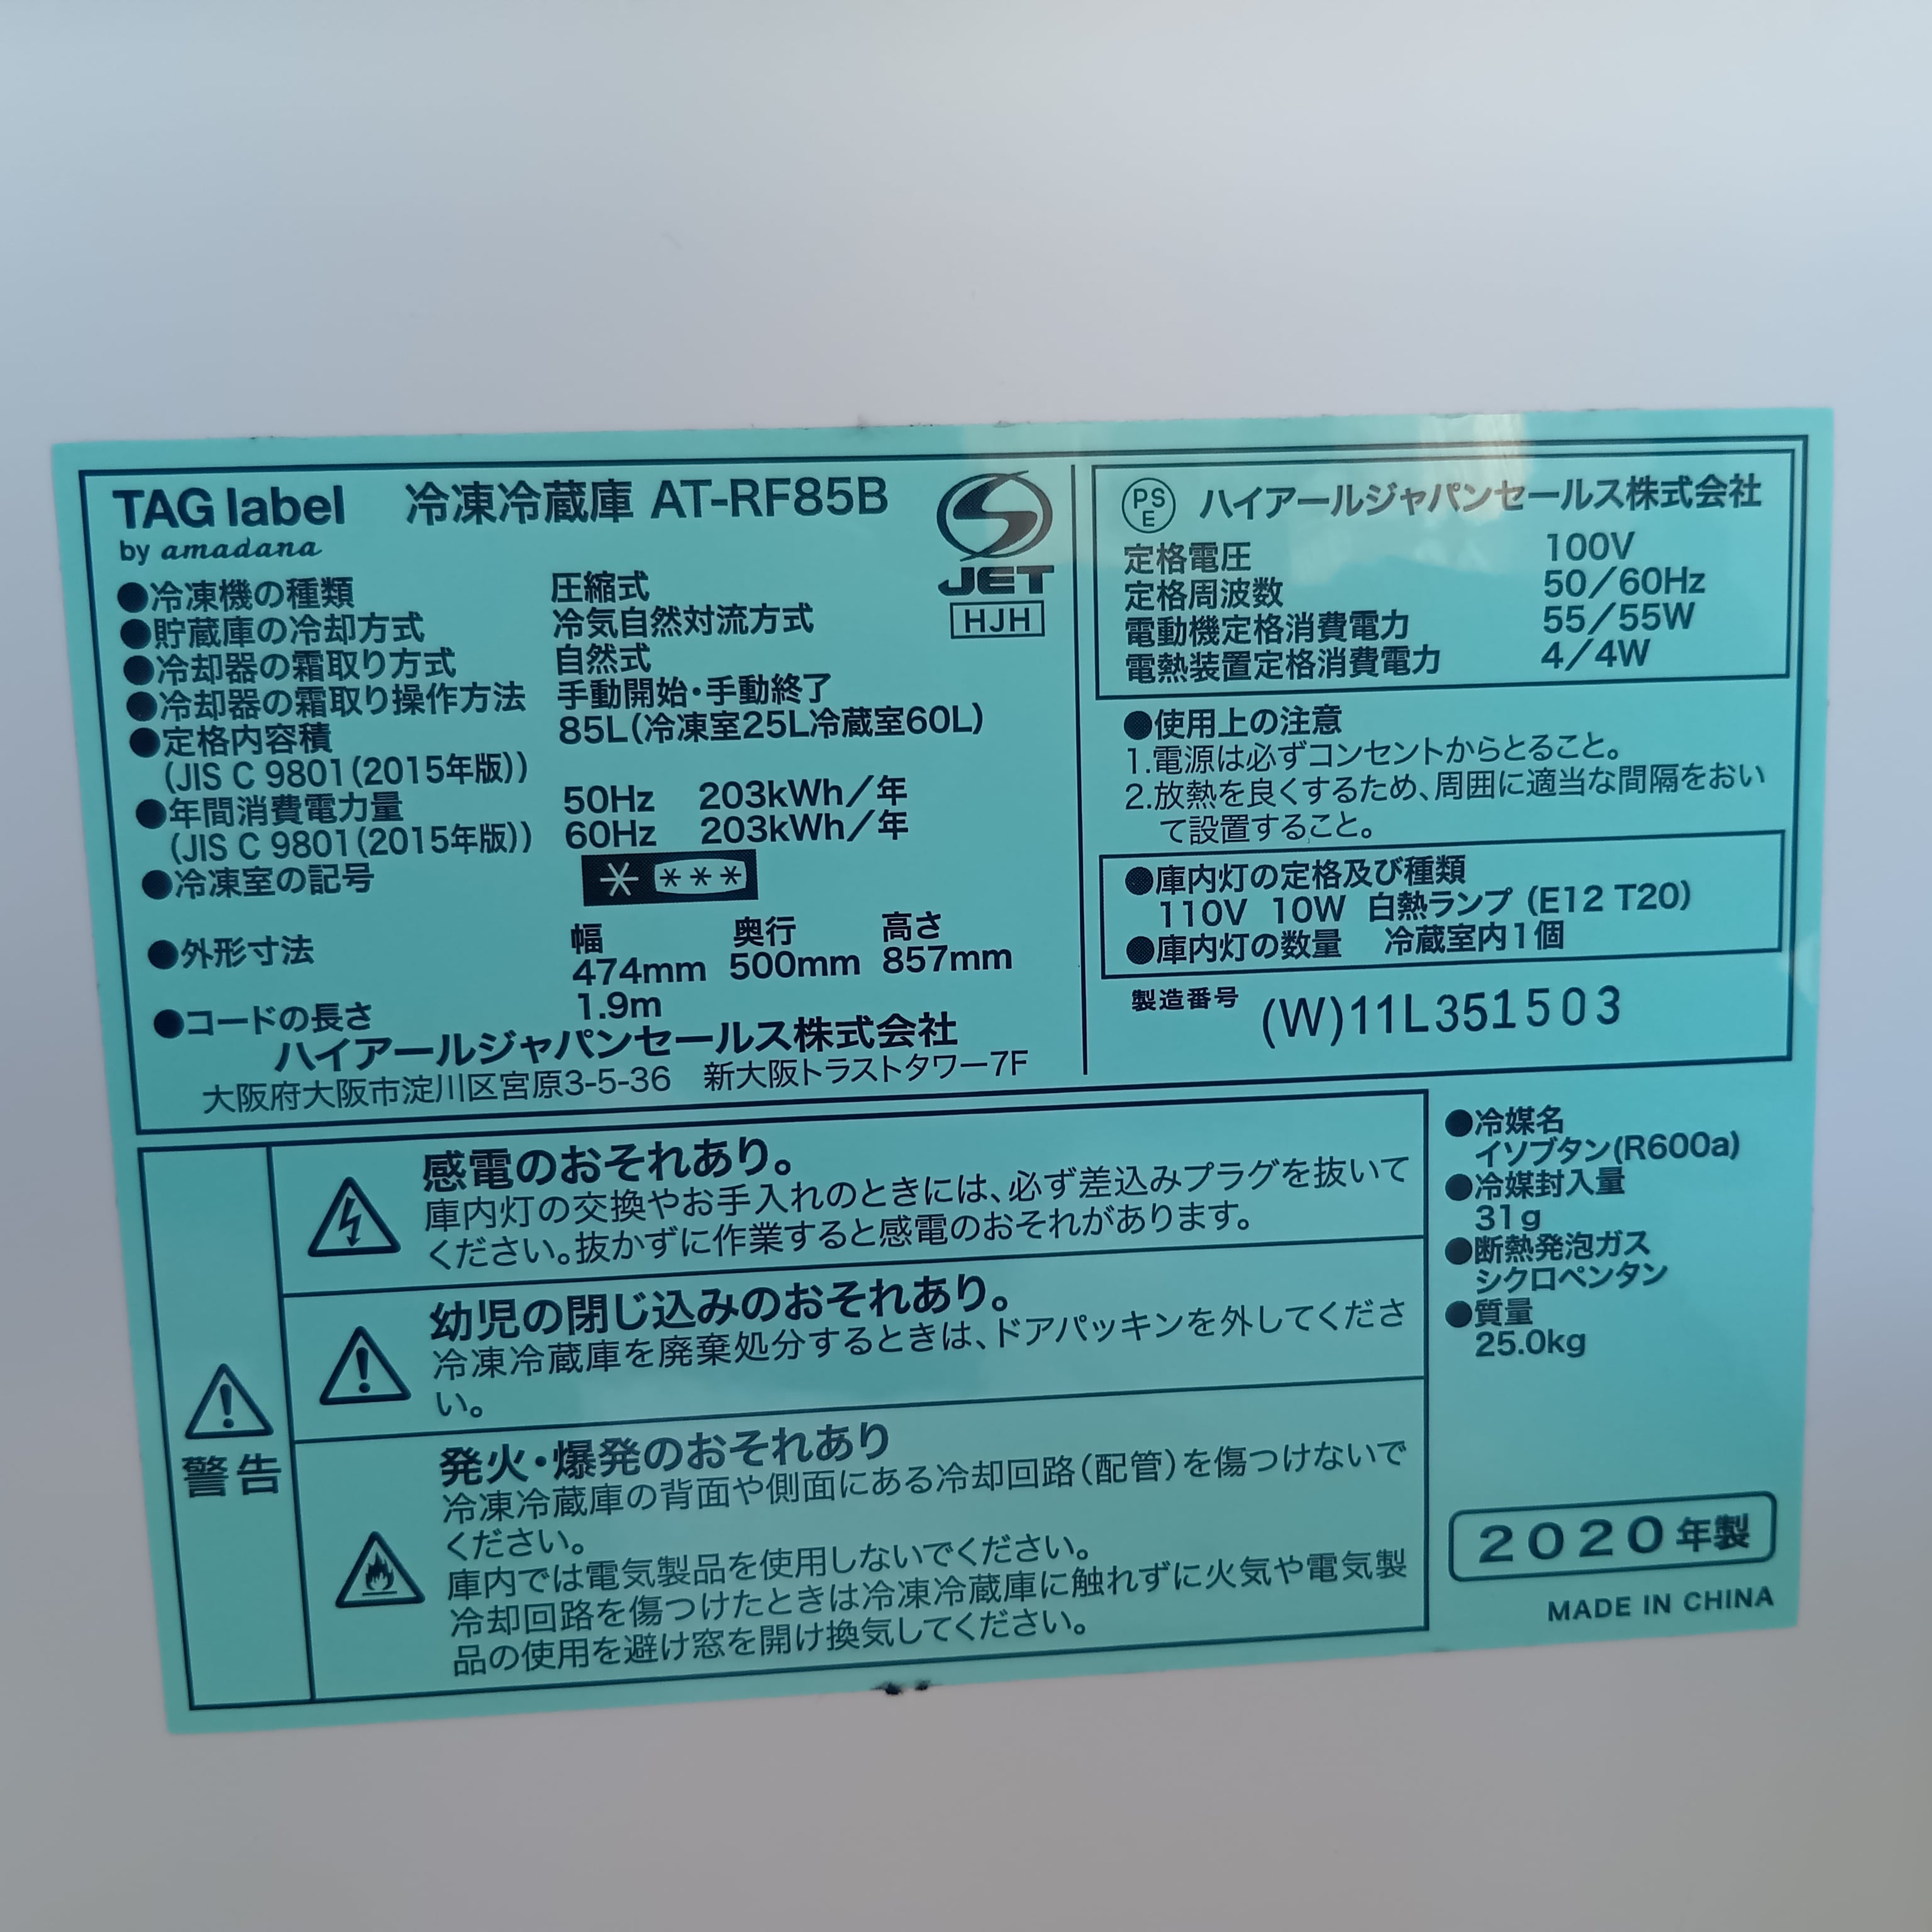 TAG label 冷凍冷蔵庫 AT-RF85B
by amadana
JET
HJH
●冷凍機の種類 圧縮式
●貯蔵庫の冷却方式 冷気自然対流方式
●冷却器の霜取り方式 自然式
●冷却器の霜取り操作方法 手動開始・手動終了
●定格内容積 85L(冷凍室25L冷蔵室60L)
(JIS C 9801(2015年版))
●年間消費電力量 50Hz 203kWh/年
(JIS C 9801(2015年版)) 60Hz 203kWh/年
●冷凍室の記号 * ***
幅 奥行 高さ
●外形寸法 474mm 500mm 857mm
●コードの長さ 1.9m
ハイアールジャパンセールス株式会社
大阪府大阪市淀川区宮原3-5-36 新大阪トラストタワー7F
PSE ハイアールジャパンセールス株式会社
定格電圧 100V
定格周波数 50/60Hz
電動機定格消費電力 55/55W
電熱装置定格消費電力 4/4W
●使用上の注意
1.電源は必ずコンセントからとること。
2.放熱を良くするため、周囲に適当な間隔をおい
て設置すること。
●庫内灯の定格及び種類
110V 10W 白熱ランプ (E12 T20)
●庫内灯の数量 冷蔵室内1個
製造番号 (W)11L351503
警告
感電のおそれあり。
庫内灯の交換やお手入れのときには、必ず差込みプラグを抜いて
ください。抜かずに作業すると感電のおそれがあります。
幼児の閉じ込みのおそれあり。
冷凍冷蔵庫を廃棄処分するときは、ドアパッキンを外してくださ
い。
発火・爆発のおそれあり
冷凍冷蔵庫の背面や側面にある冷却回路(配管)を傷つけないで
ください。
庫内では電気製品を使用しないでください。
冷却回路を傷つけたときは冷凍冷蔵庫に触れずに火気や電気製
品の使用を避け窓を開け換気してください。
●冷媒名
イソブタン(R600a)
●冷媒封入量
31g
●断熱発泡ガス
シクロペンタン
●質量
25.0kg
2020年製
MADE IN CHINA